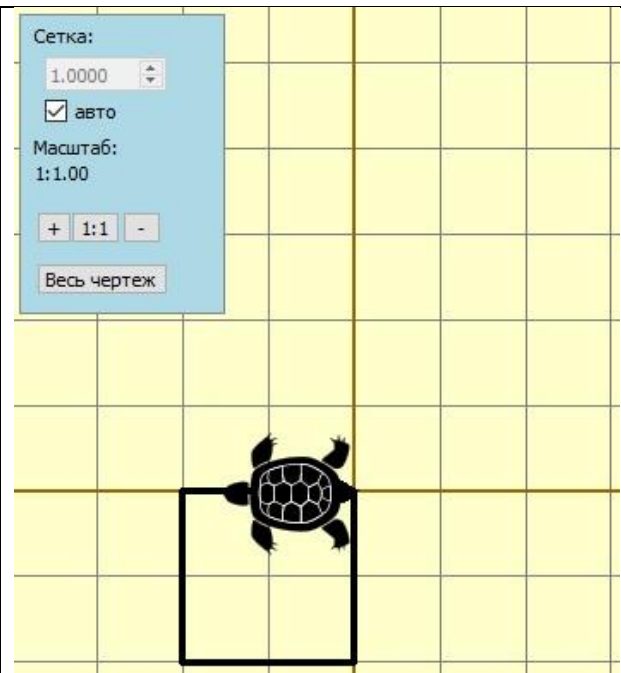 Сетка:
1.0000
авто
Масштаб:
1:1.00
+ 1:1 -
Весь чертеж